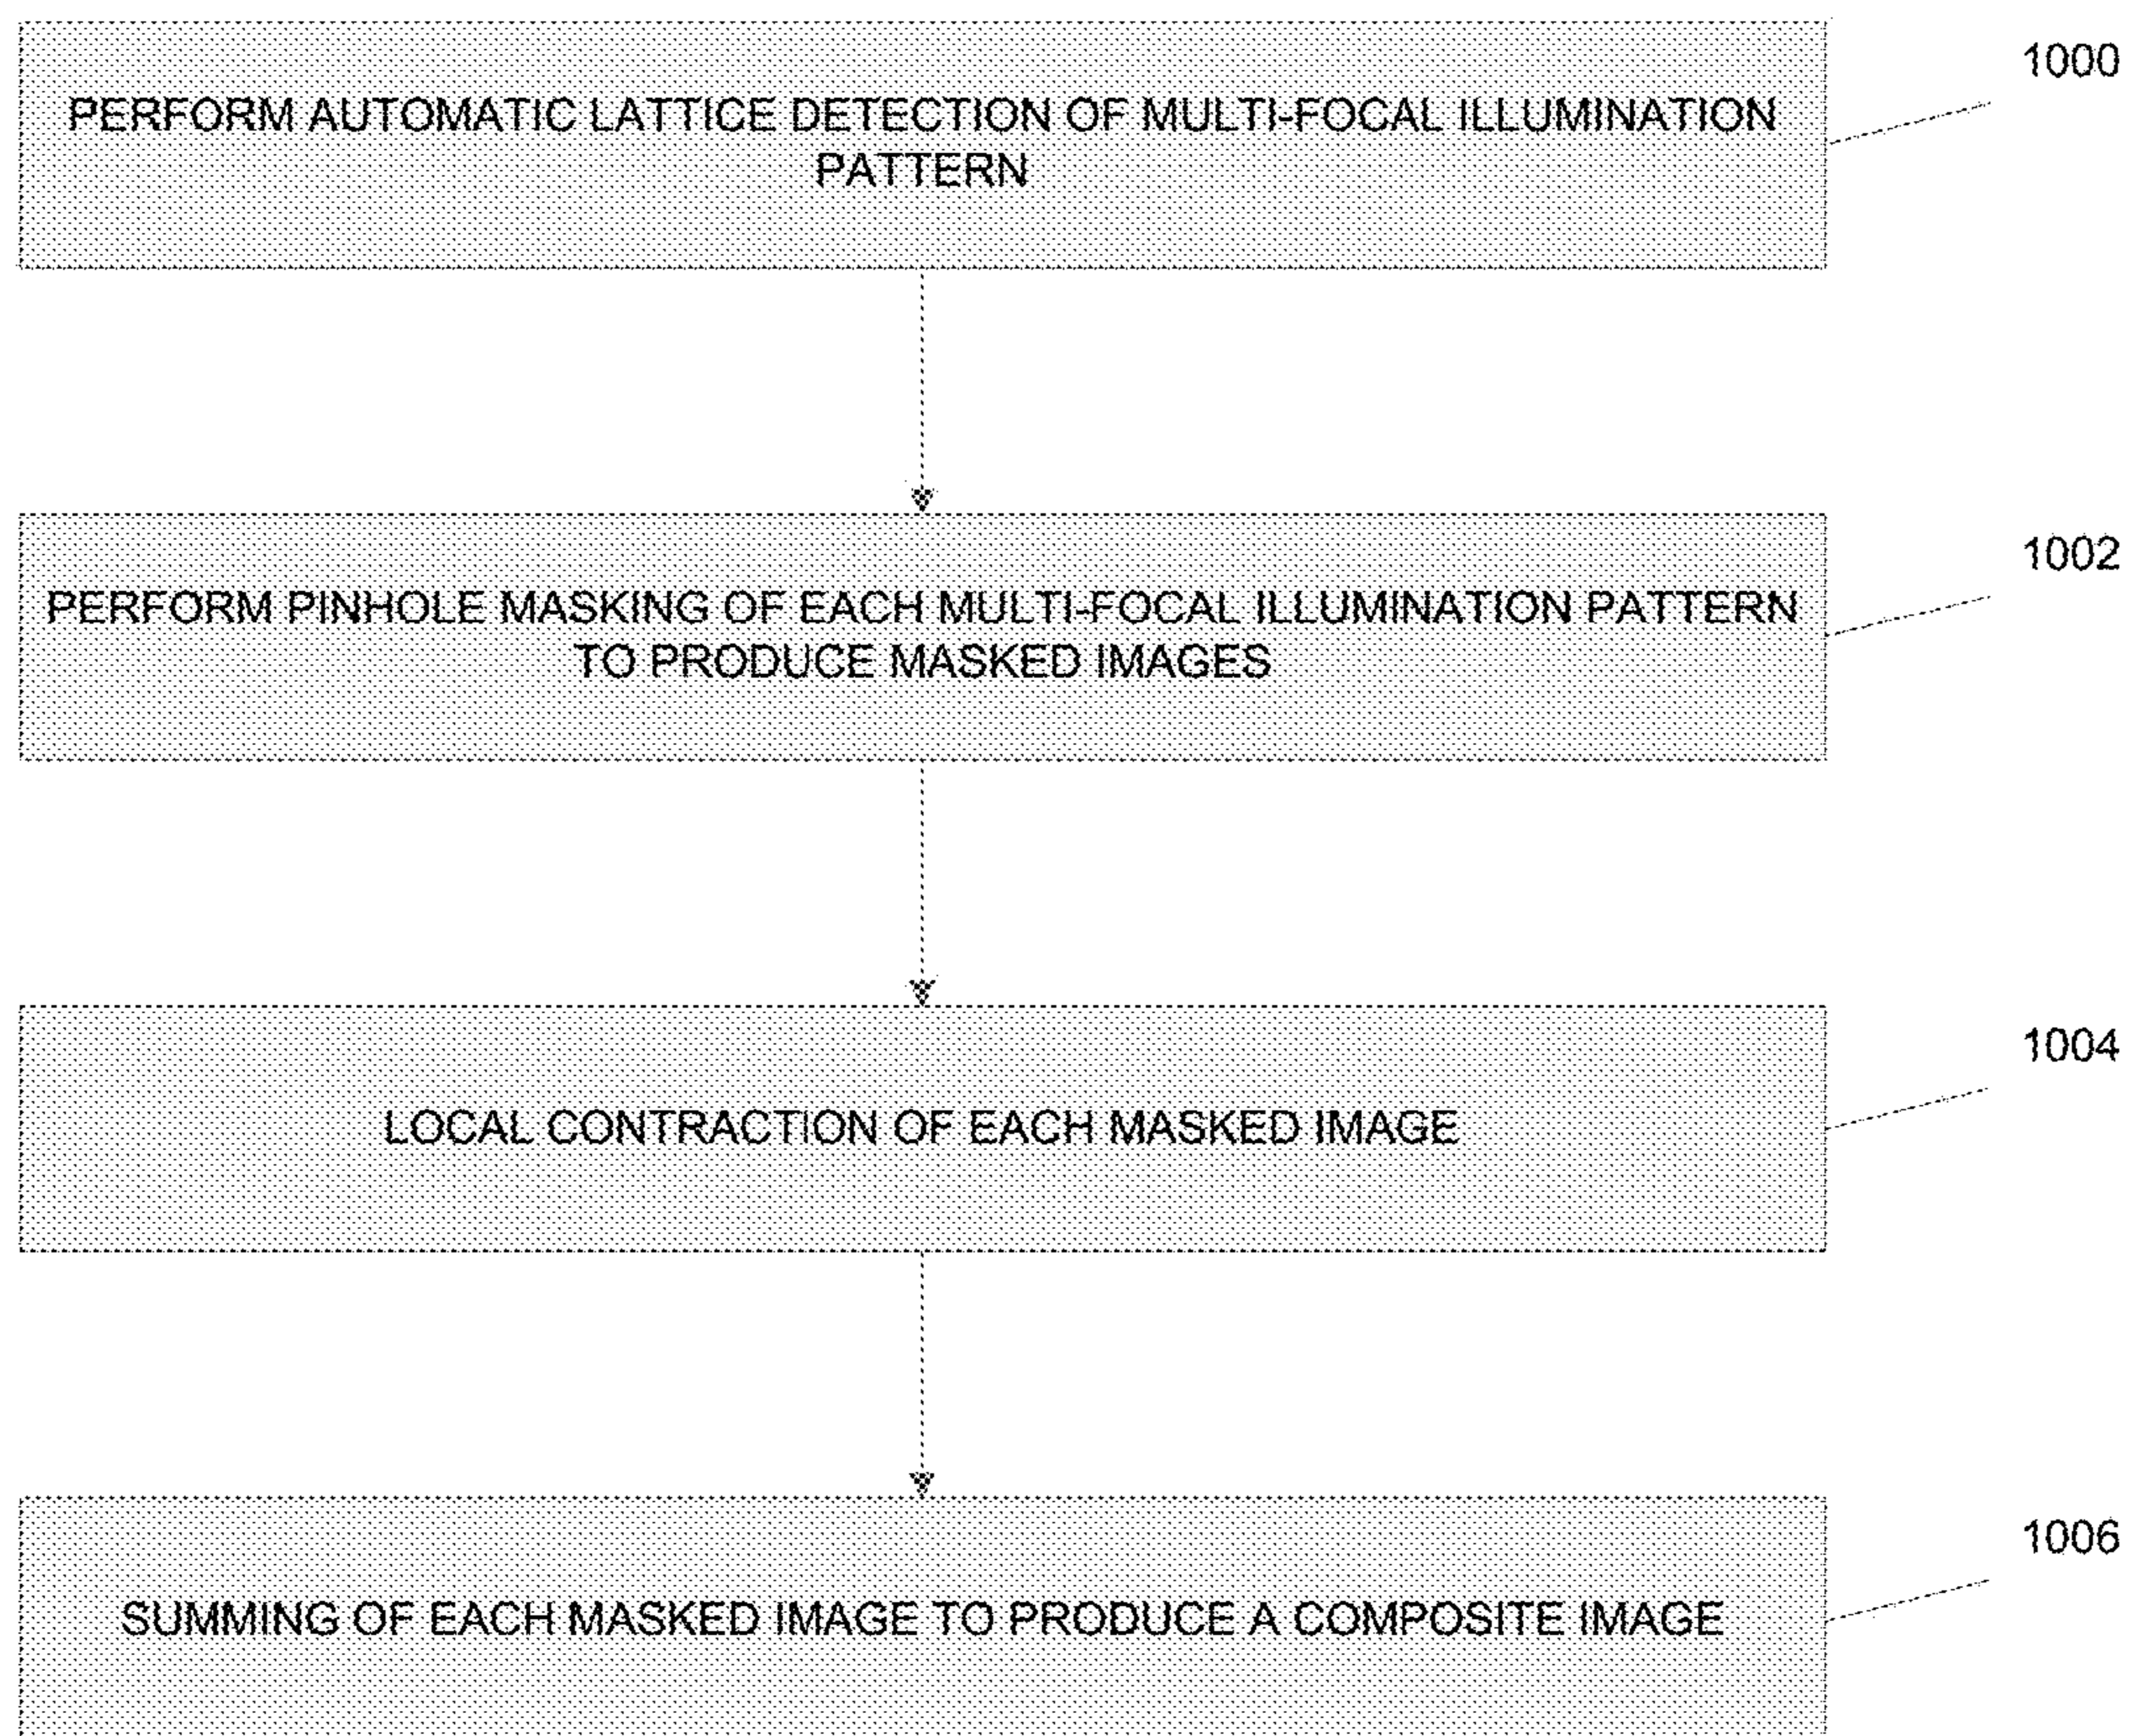 1000
PERFORM AUTOMATIC LATTICE DETECTION OF MULTI-FOCAL ILLUMINATION
PATTERN
1002
PERFORM PINHOLE MASKING OF EACH MULTI-FOCAL ILLUMINATION PATTERN
TO PRODUCE MASKED IMAGES
1004
LOCAL CONTRACTION OF EACH MASKED IMAGE
1006
SUMMING OF EACH MASKED IMAGE TO PRODUCE A COMPOSITE IMAGE